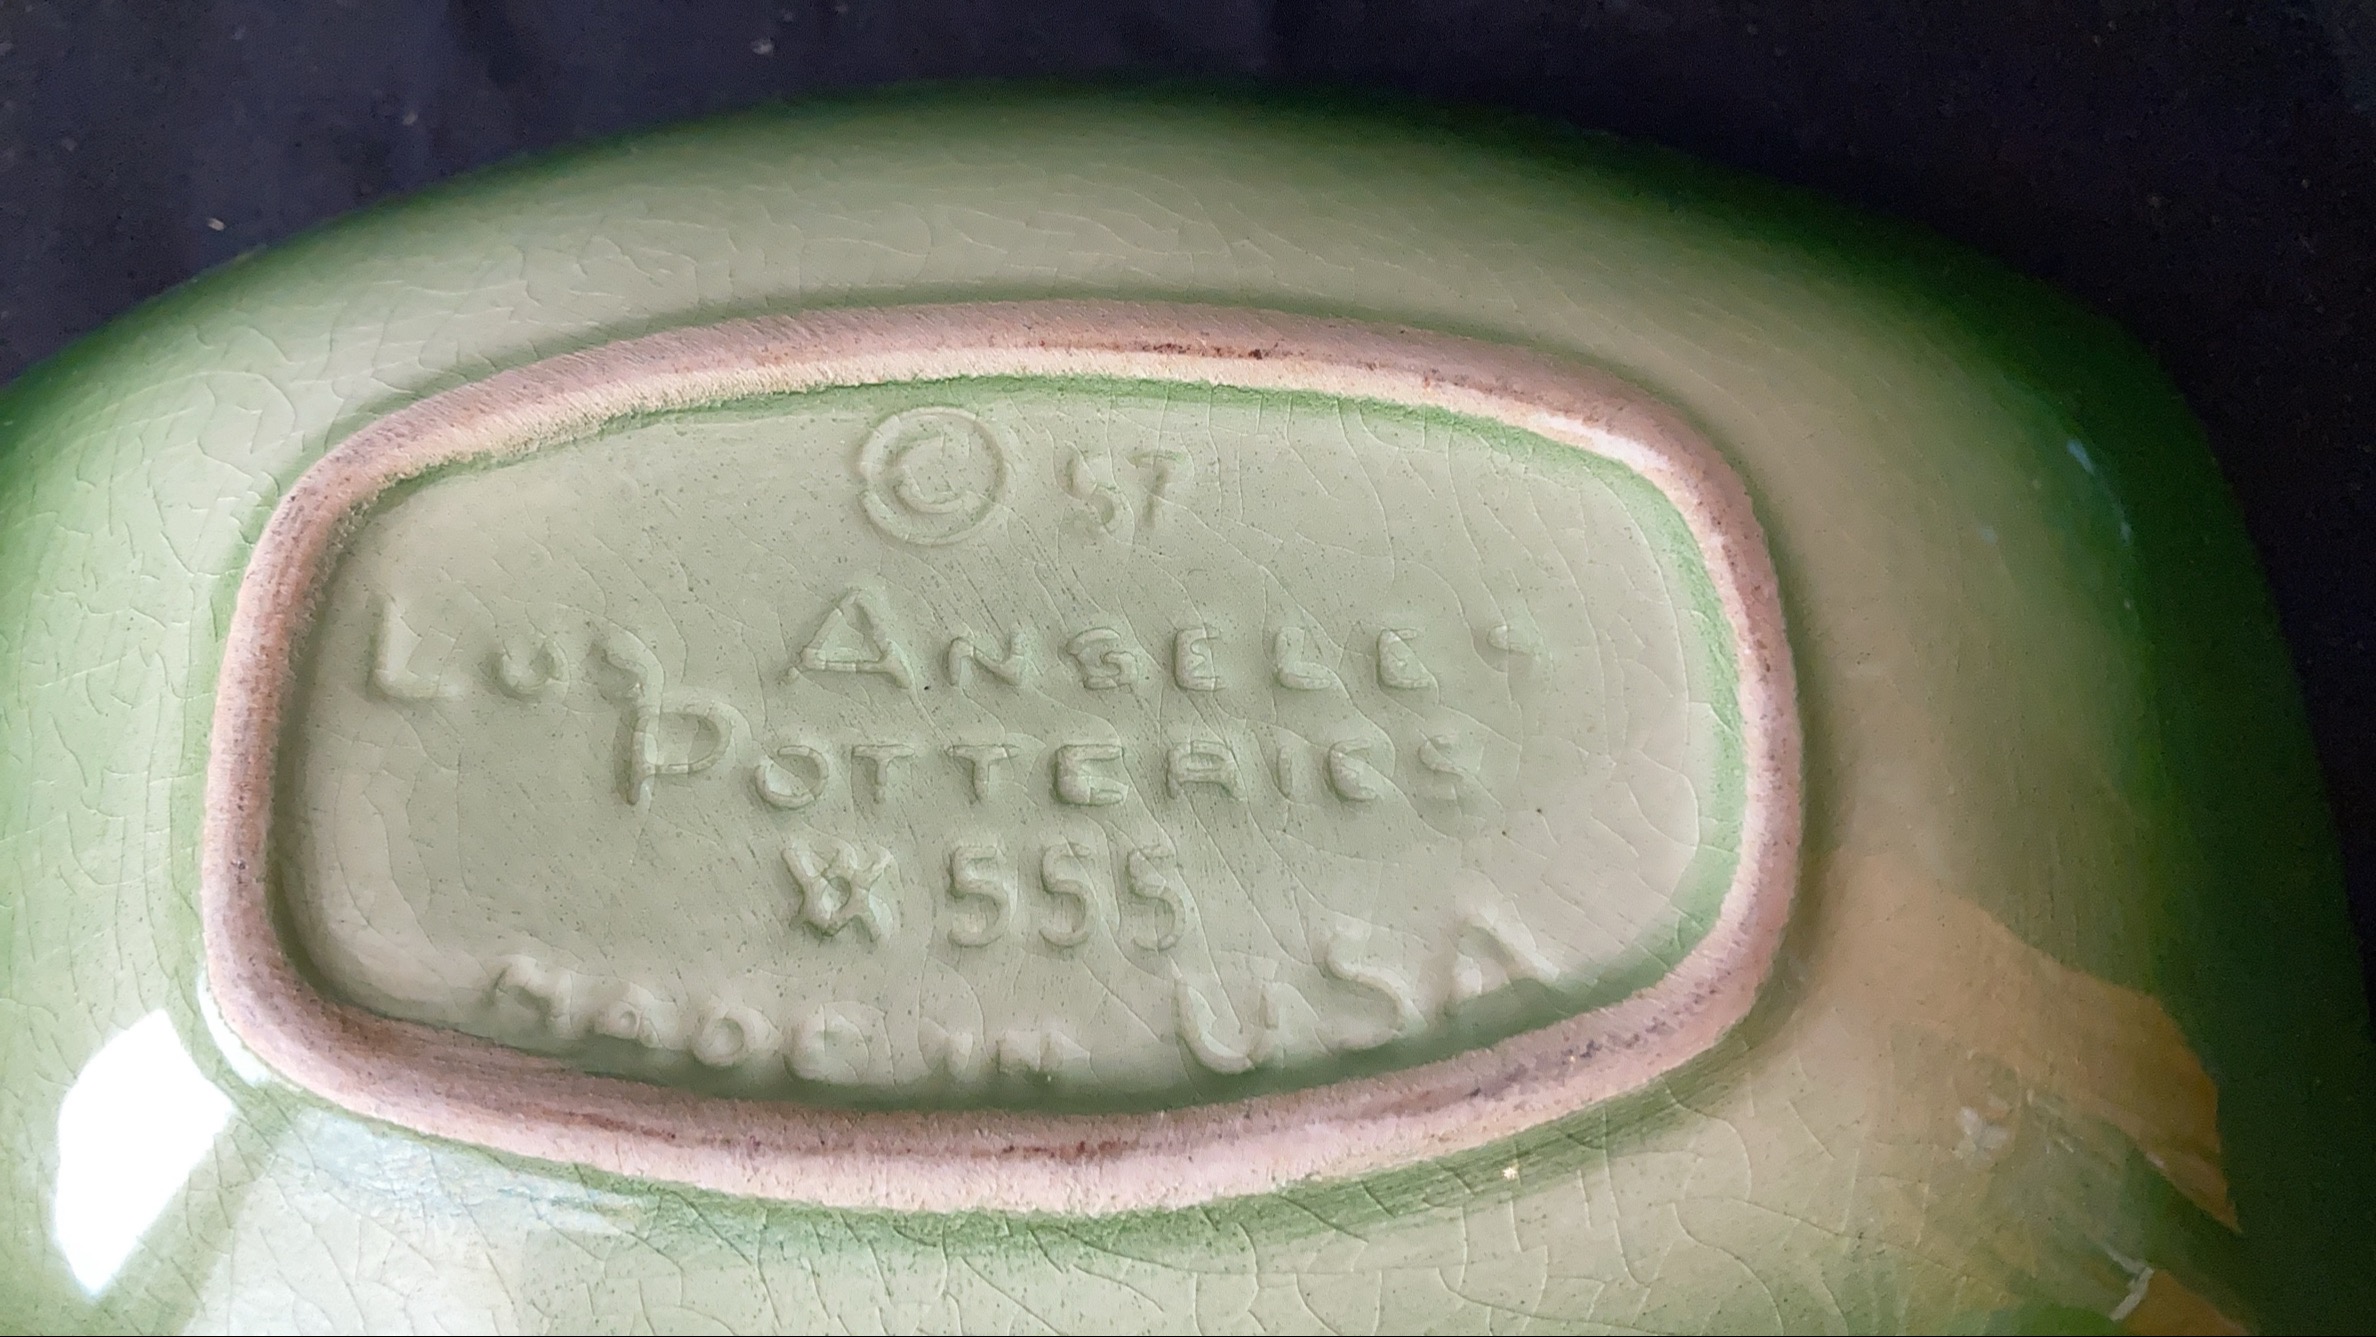 © 57
Los Angeles
Potteries
☆ 555
Made in USA